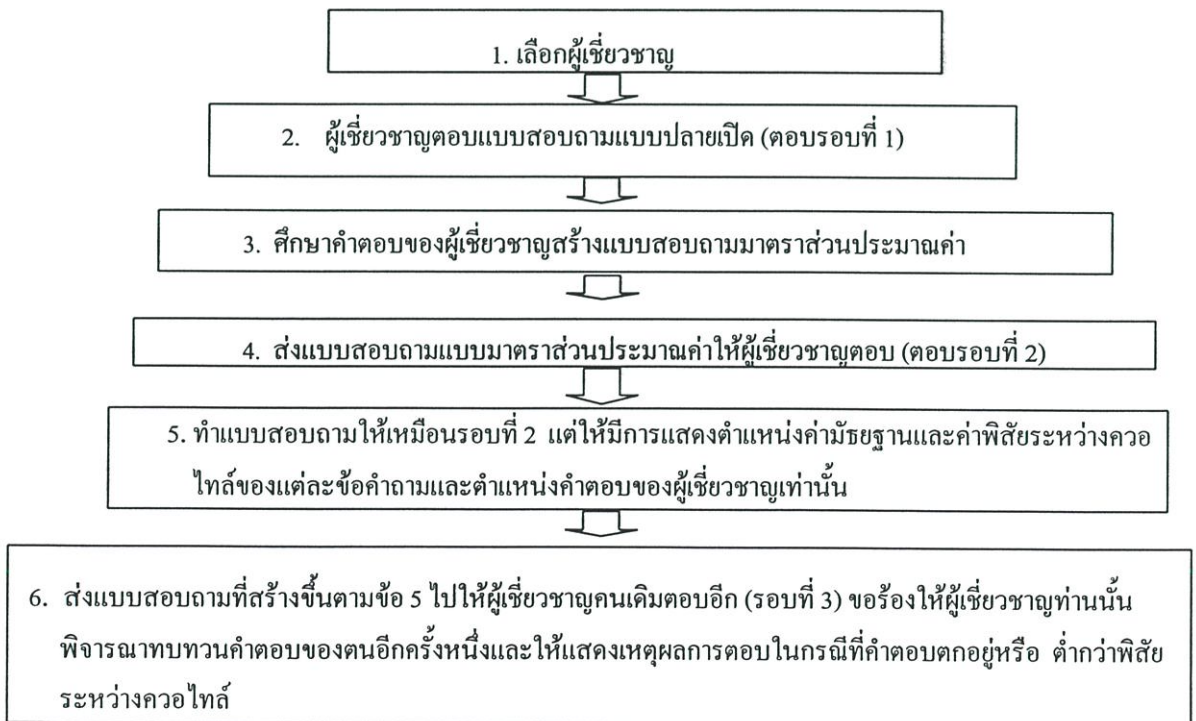 1. เลือกผู้เชี่ยวชาญ
2. ผู้เชี่ยวชาญตอบแบบสอบถามแบบปลายเปิด (ตอบรอบที่ 1)
3. ศึกษาคำตอบของผู้เชี่ยวชาญสร้างแบบสอบถามมาตราส่วนประมาณค่า
4. ส่งแบบสอบถามแบบมาตราส่วนประมาณค่าให้ผู้เชี่ยวชาญตอบ (ตอบรอบที่ 2)
5. ทำแบบสอบถามให้เหมือนรอบที่ 2 แต่ให้มีการแสดงตำแหน่งค่ามัธยฐานและค่าพิสัยระหว่างควอ
ไทล์ของแต่ละข้อคำถามและตำแหน่งคำตอบของผู้เชี่ยวชาญเท่านั้น
6. ส่งแบบสอบถามที่สร้างขึ้นตามข้อ 5 ไปให้ผู้เชี่ยวชาญคนเดิมตอบอีก (รอบที่ 3) ขอร้องให้ผู้เชี่ยวชาญท่านนั้น
พิจารณาทบทวนคำตอบของตนอีกครั้งหนึ่งและให้แสดงเหตุผลการตอบในกรณีที่คำตอบตกอยู่หรือ ต่ำกว่าพิสัย
ระหว่างควอไทล์